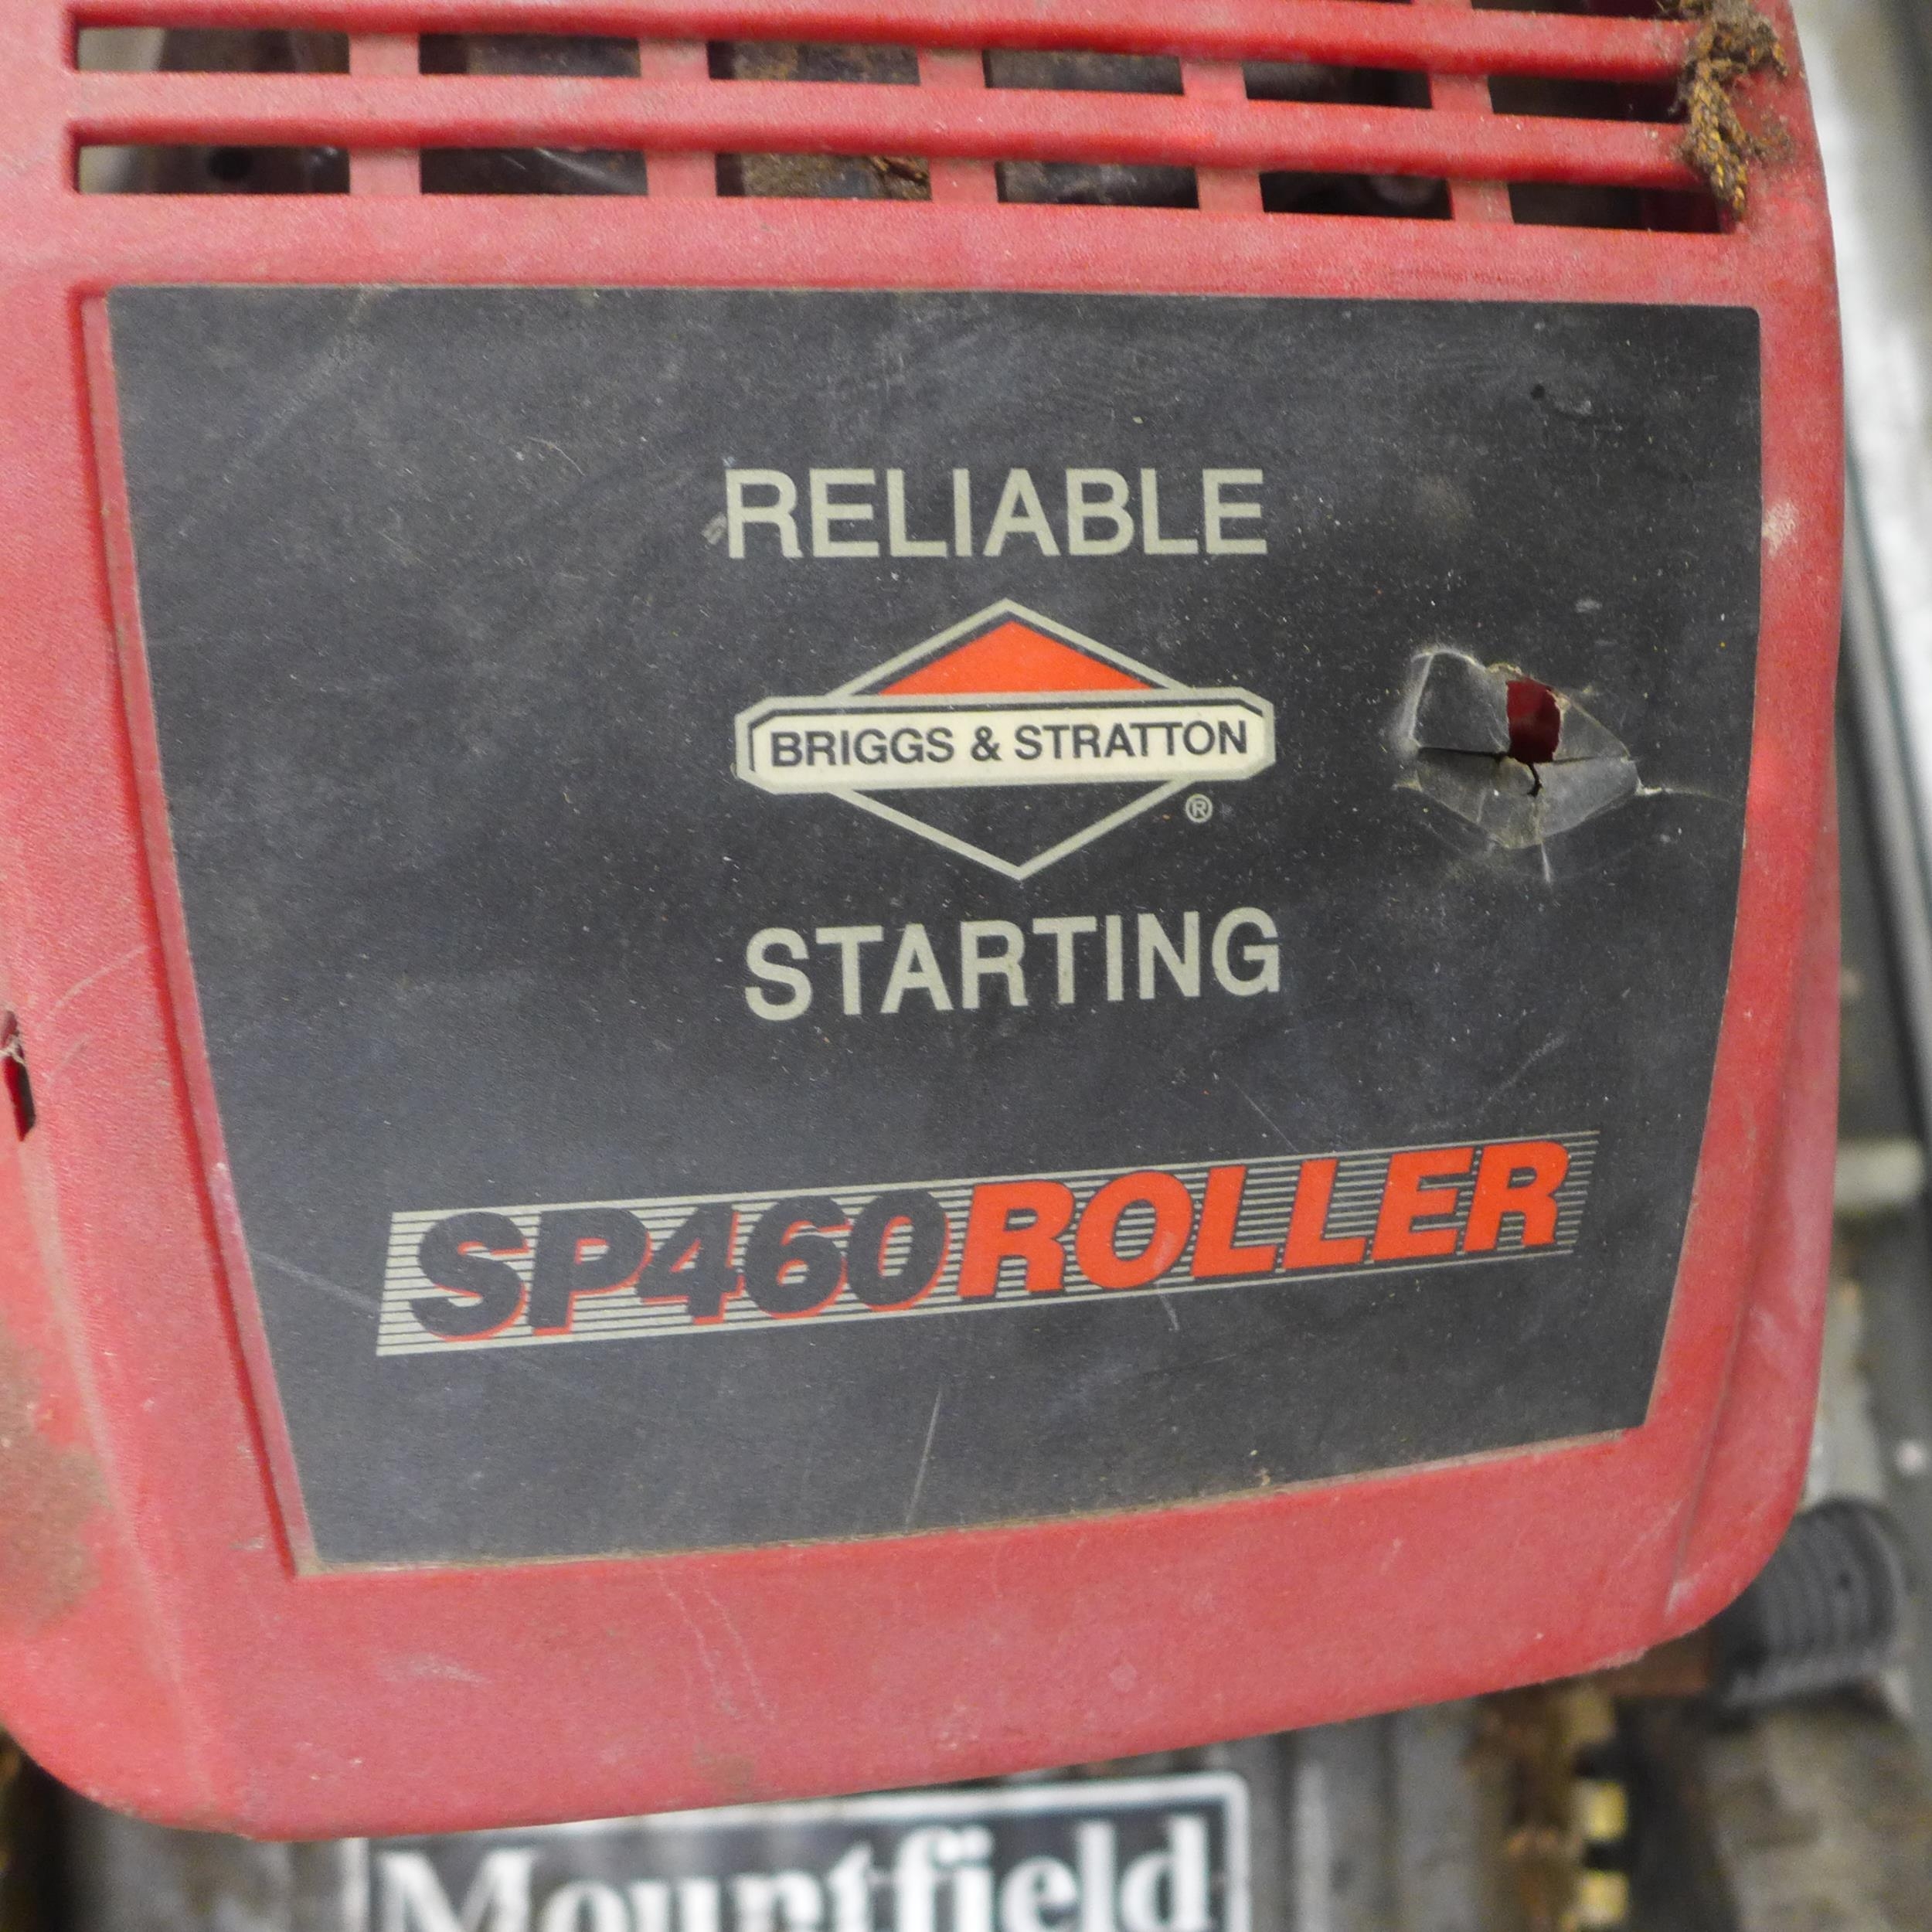 RELIABLE
BRIGGS & STRATTON
®
STARTING
SP460ROLLER
Mountfield